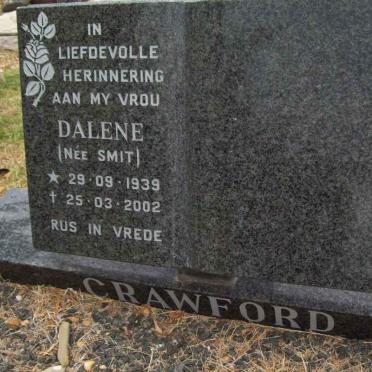 IN
LIEFDEVOLLE
HERINNERING
AAN MY VROU
DALENE
(NÉE SMIT)
★ 29·09·1939
✝ 25·03·2002
RUS IN VREDE
CRAWFORD